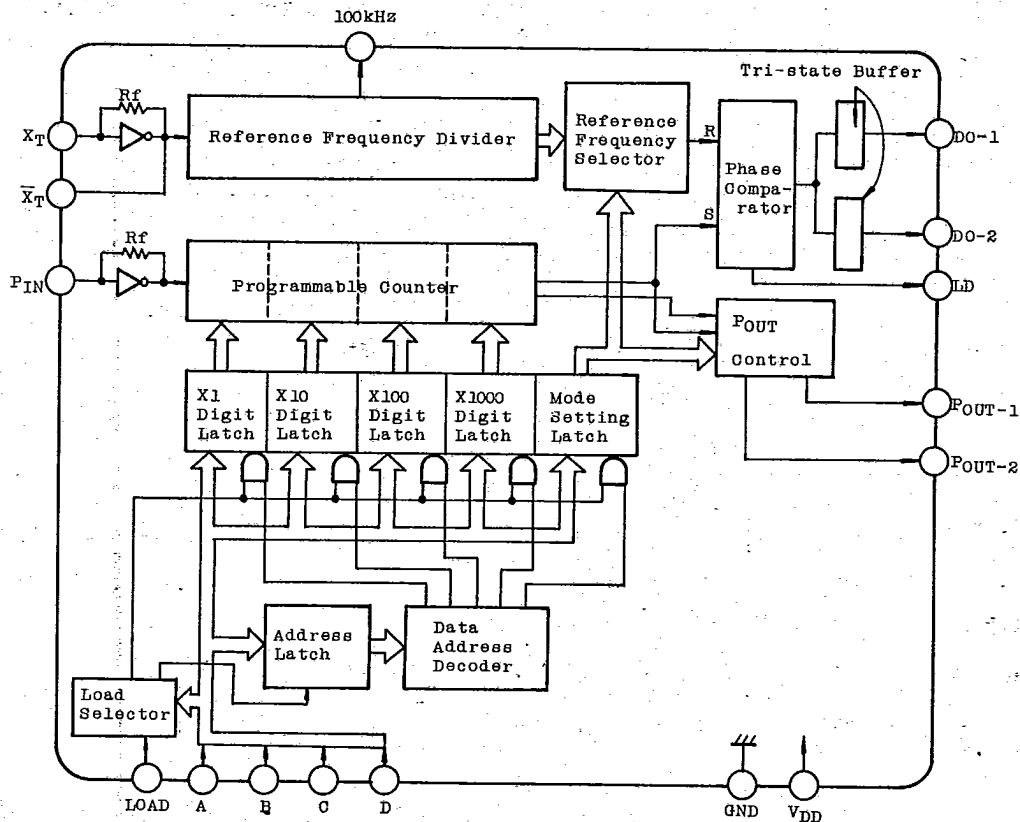 100kHz
Tri-state Buffer
Rf
XT
Reference Frequency Divider
Reference
Frequency
Selector
R
Phase
Compa-
rator
S
DO-1
X̅T
DO-2
Rf
PIN
Programmable Counter
LD
POUT
Control
X1
Digit
Latch
X10
Digit
Latch
X100
Digit
Latch
X1000
Digit
Latch
Mode
Setting
Latch
POUT-1
POUT-2
Address
Latch
Data
Address
Decoder
Load
Selector
LOAD
A
B
C
D
GND
VDD